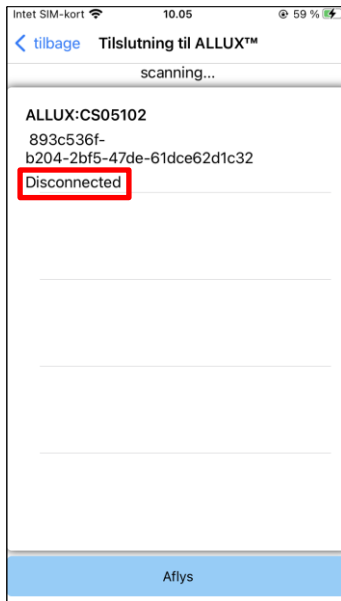 Intet SIM-kort 10.05 59 %
tilbage Tilslutning til ALLUX™
scanning...
ALLUX:CS05102
893c536f-
b204-2bf5-47de-61dce62d1c32
Disconnected
Aflys